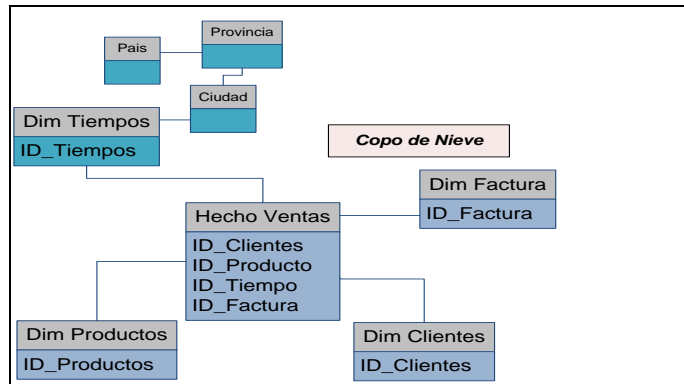 Provincia
Pais
Ciudad
Dim Tiempos
ID_Tiempos
Copo de Nieve
Dim Factura
ID_Factura
Hecho Ventas
ID_Clientes
ID_Producto
ID_Tiempo
ID_Factura
Dim Productos
ID_Productos
Dim Clientes
ID_Clientes